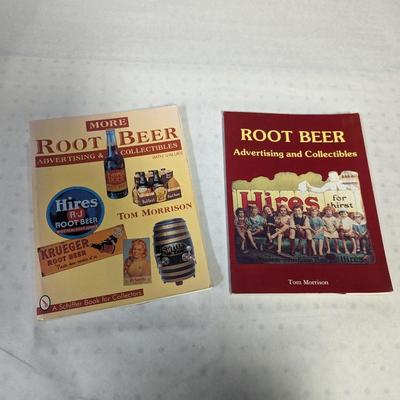 MORE
ROOT BEER
ADVERTISING & COLLECTIBLES
WITH VALUES
Hires
R-J
ROOT BEER
TOM MORRISON
KRUEGER
ROOT BEER
A Schiffer Book for Collectors
ROOT BEER
Advertising and Collectibles
Hires
for
thirst
Hires
Tom Morrison